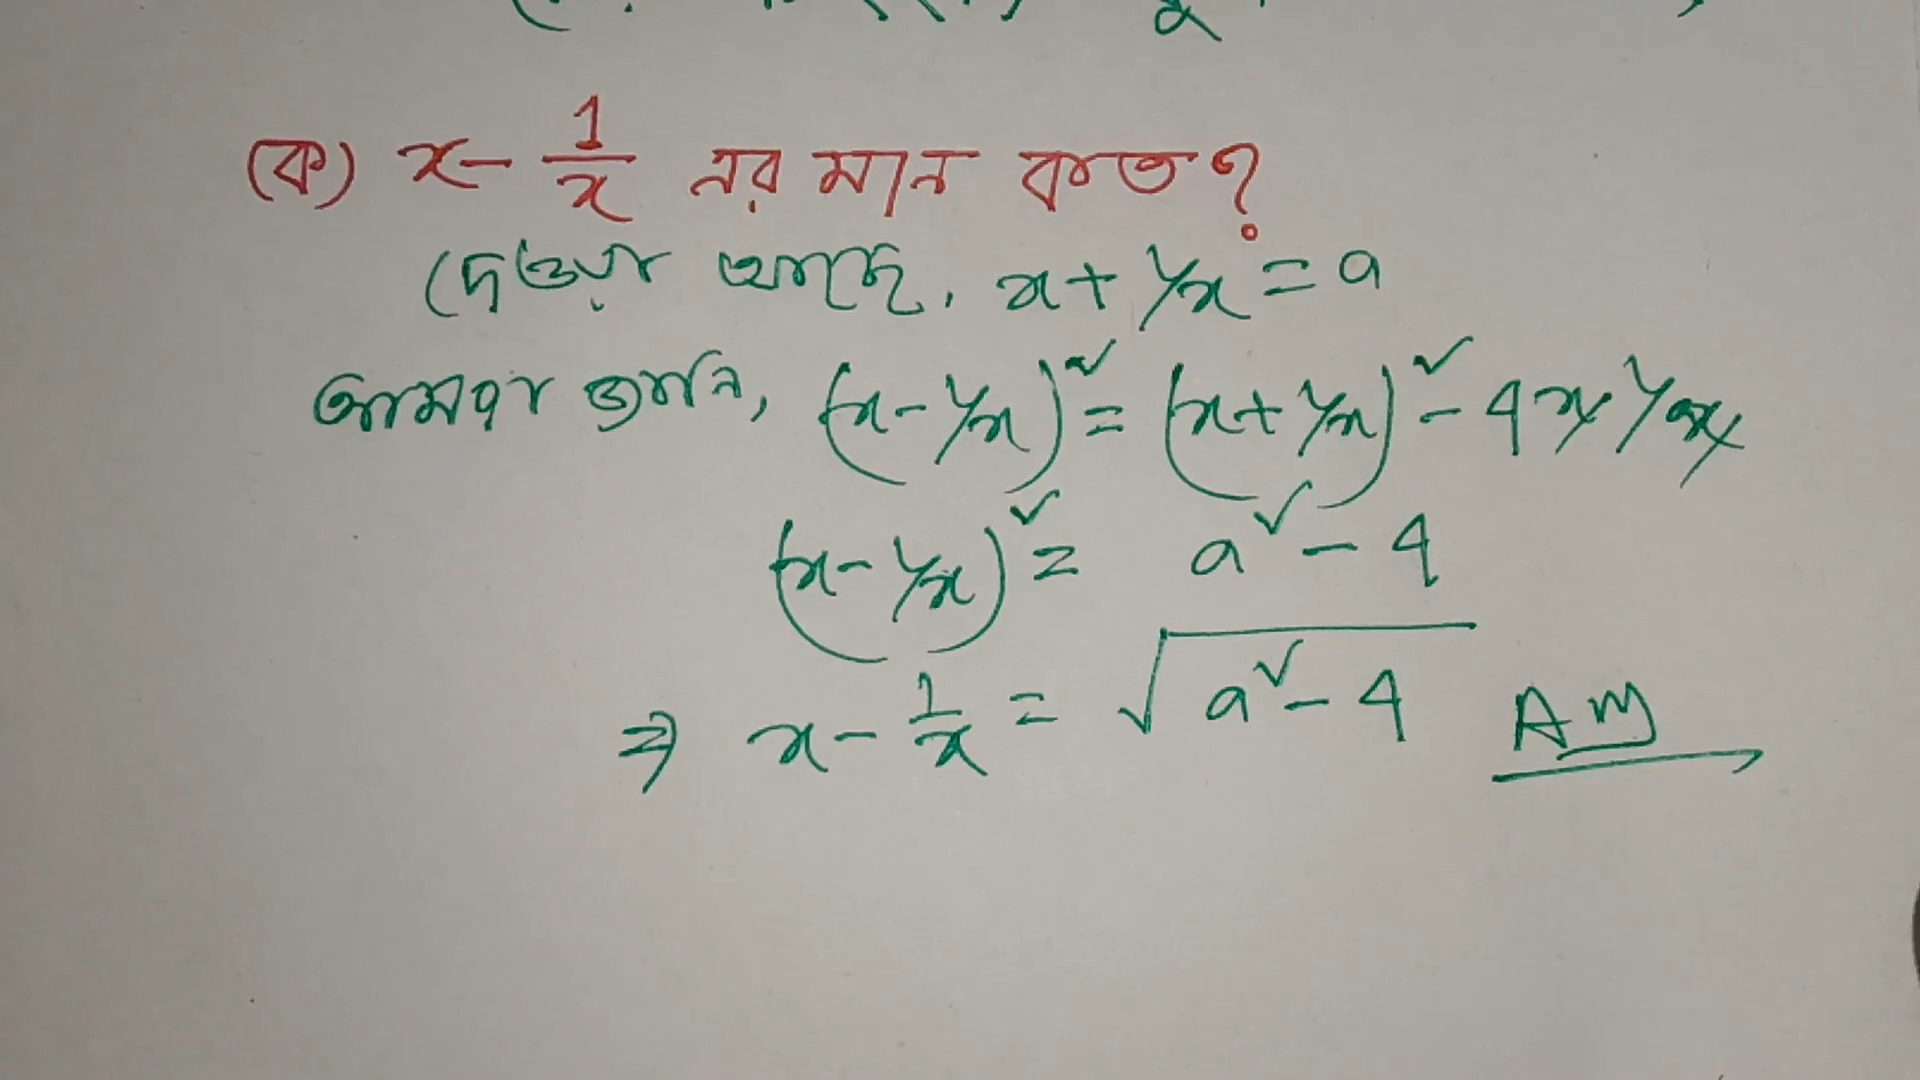 (ক) x - 1/x এর মান কত?
দেওয়া আছে, x + 1/x = a
আমরা জানি, (x - 1/x)² = (x + 1/x)² - 4x 1/x
(x - 1/x)² = a² - 4
⇒ x - 1/x = √(a² - 4) Ans